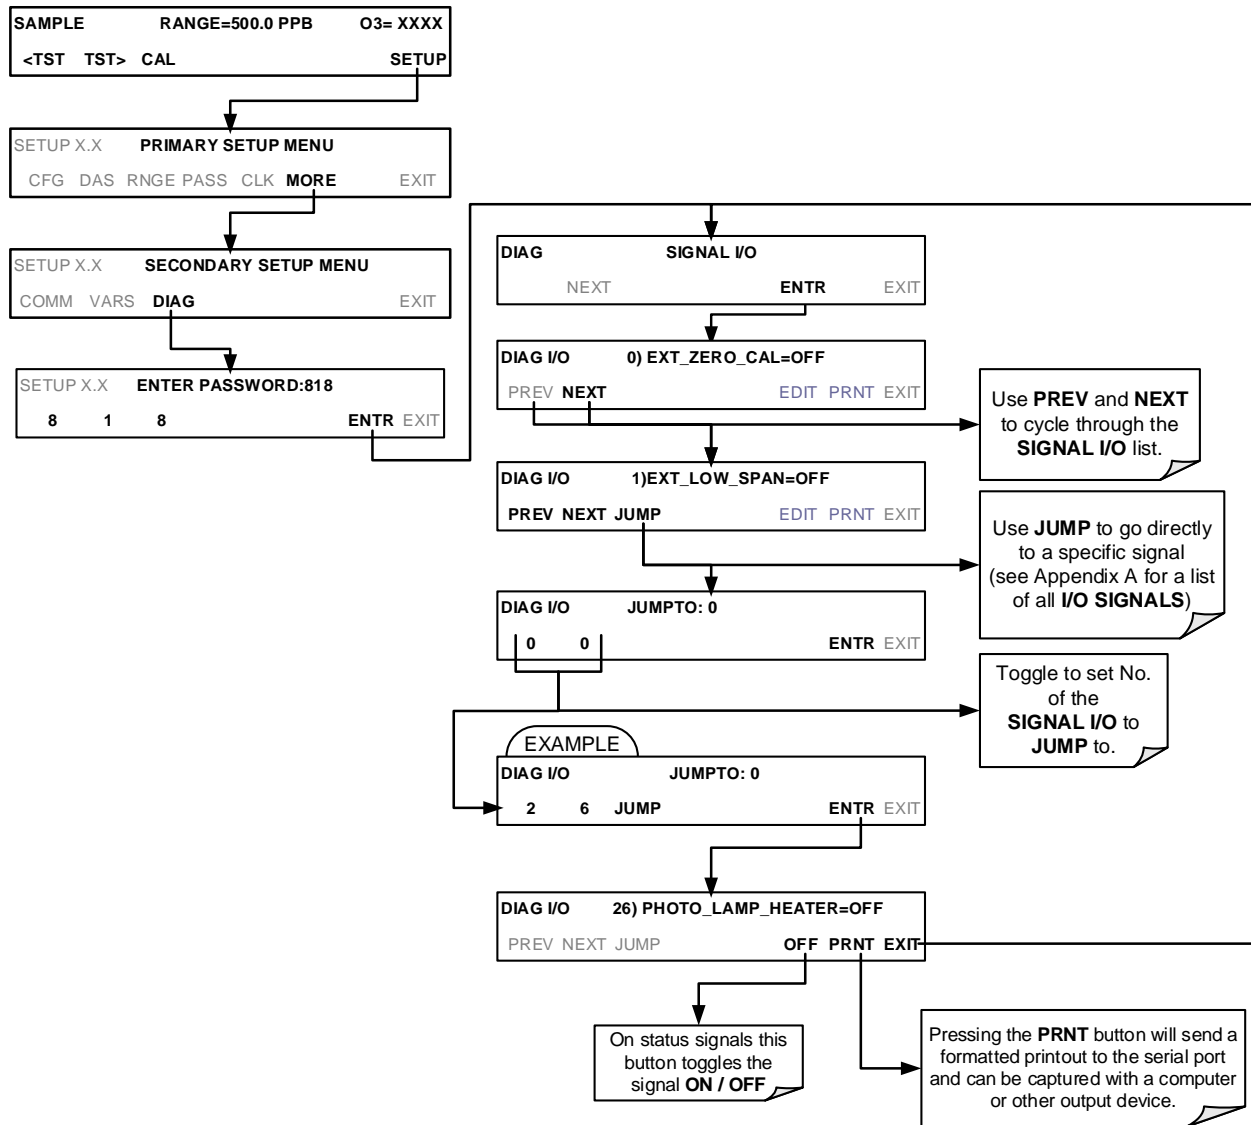 SAMPLE RANGE=500.0 PPB O3= XXXX
<TST TST> CAL SETUP
SETUP X.X PRIMARY SETUP MENU
CFG DAS RNGE PASS CLK MORE EXIT
SETUP X.X SECONDARY SETUP MENU
COMM VARS DIAG EXIT
SETUP X.X ENTER PASSWORD:818
8 1 8 ENTR EXIT
DIAG SIGNAL I/O
NEXT ENTR EXIT
DIAG I/O 0) EXT_ZERO_CAL=OFF
PREV NEXT EDIT PRNT EXIT
Use PREV and NEXT
to cycle through the
SIGNAL I/O list.
DIAG I/O 1)EXT_LOW_SPAN=OFF
PREV NEXT JUMP EDIT PRNT EXIT
Use JUMP to go directly
to a specific signal
(see Appendix A for a list
of all I/O SIGNALS)
DIAG I/O JUMPTO: 0
0 0 ENTR EXIT
Toggle to set No.
of the
SIGNAL I/O to
JUMP to.
EXAMPLE
DIAG I/O JUMPTO: 0
2 6 JUMP ENTR EXIT
DIAG I/O 26) PHOTO_LAMP_HEATER=OFF
PREV NEXT JUMP OFF PRNT EXIT
On status signals this
button toggles the
signal ON / OFF
Pressing the PRNT button will send a
formatted printout to the serial port
and can be captured with a computer
or other output device.